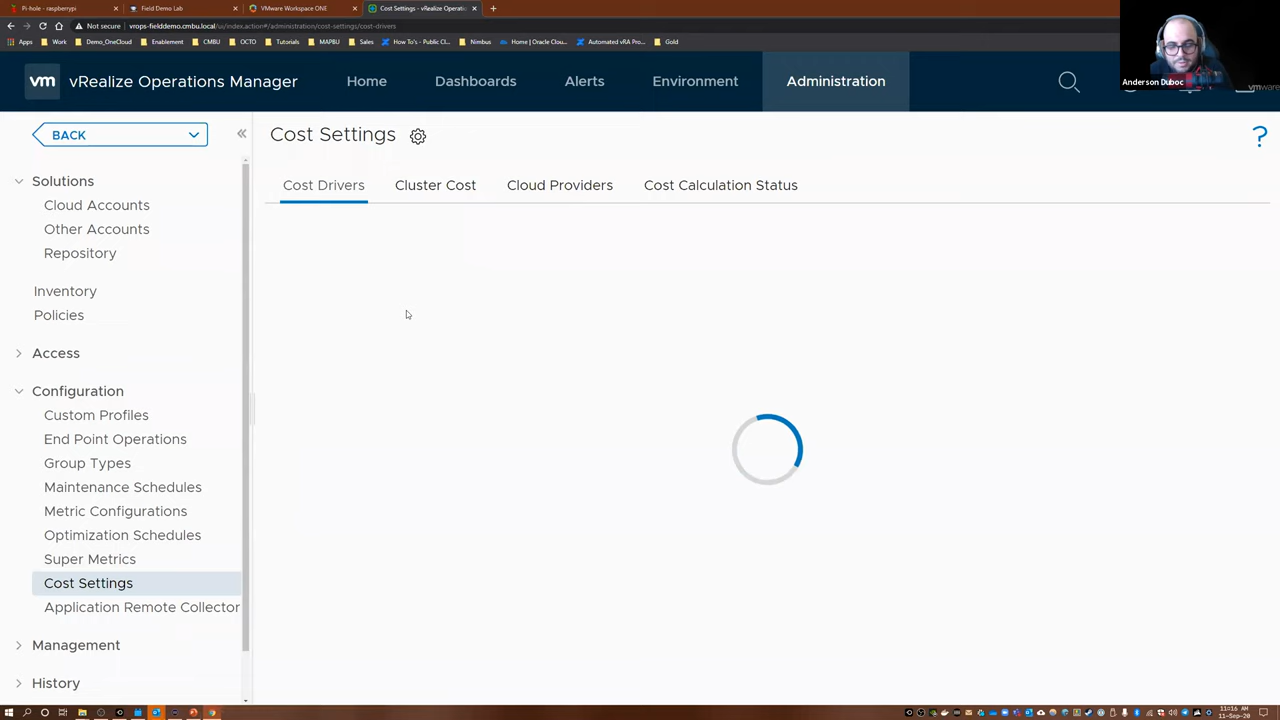 Pi-hole - raspberrypi
Field Demo Lab
VMware Workspace ONE
Cost Settings - vRealize Operati
Not secure
vrops-fielddemo.cmbu.local/ui/index.action#/administration/cost-settings/cost-drivers
Apps
Work
Demo_OneCloud
Enablement
CMBU
OCTO
Tutorials
MAPBU
Sales
How To's - Public Cl...
Nimbus
Home | Oracle Clou...
Automated vRA Pro...
Gold
Anderson Duboc
vmware
vm
vRealize Operations Manager
Home
Dashboards
Alerts
Environment
Administration
BACK
Cost Settings
?
Cost Drivers
Cluster Cost
Cloud Providers
Cost Calculation Status
Solutions
Cloud Accounts
Other Accounts
Repository
Inventory
Policies
Access
Configuration
Custom Profiles
End Point Operations
Group Types
Maintenance Schedules
Metric Configurations
Optimization Schedules
Super Metrics
Cost Settings
Application Remote Collector
Management
History
11:16 AM
11-Sep-20